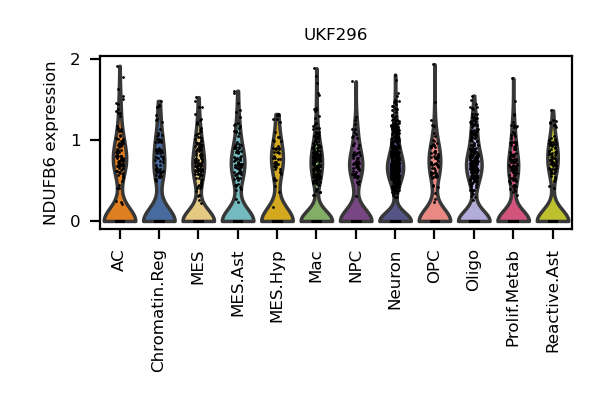 UKF296
NDUFB6 expression
2
1
0
AC
Chromatin.Reg
MES
MES.Ast
MES.Hyp
Mac
NPC
Neuron
OPC
Oligo
Prolif.Metab
Reactive.Ast